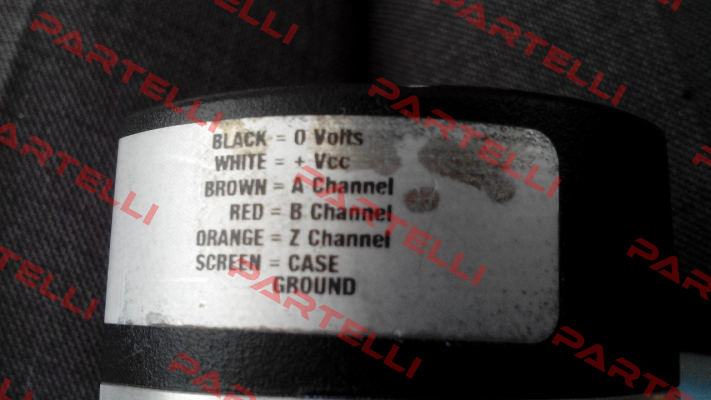 BLACK = 0 Volts
WHITE = + Vcc
BROWN = A Channel
RED = B Channel
ORANGE = Z Channel
SCREEN = CASE
GROUND
PARTELLI
PARTELLI
PARTELLI
PARTELLI
PARTELLI
PARTELLI
PARTELLI
PARTELLI